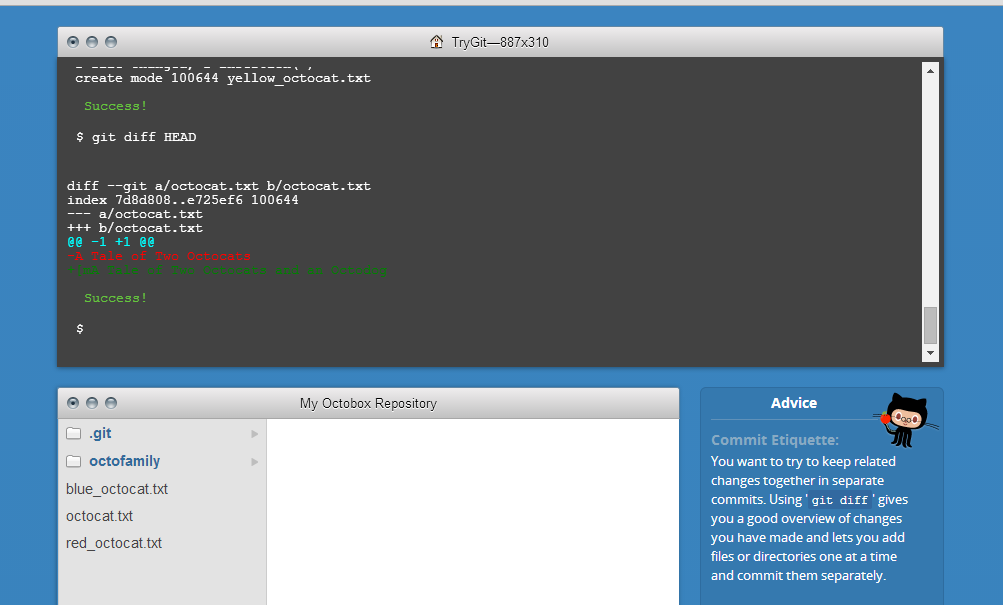 TryGit—887x310
create mode 100644 yellow_octocat.txt
Success!
$ git diff HEAD
diff --git a/octocat.txt b/octocat.txt
index 7d8d808..e725ef6 100644
--- a/octocat.txt
+++ b/octocat.txt
@@ -1 +1 @@
-A Tale of Two Octocats
A Tale of Two Octocats and an Octodog
Success!
$
My Octobox Repository
.git
octofamily
blue_octocat.txt
octocat.txt
red_octocat.txt
Advice
Commit Etiquette:
You want to try to keep related
changes together in separate
commits. Using 'git diff' gives
you a good overview of changes
you have made and lets you add
files or directories one at a time
and commit them separately.